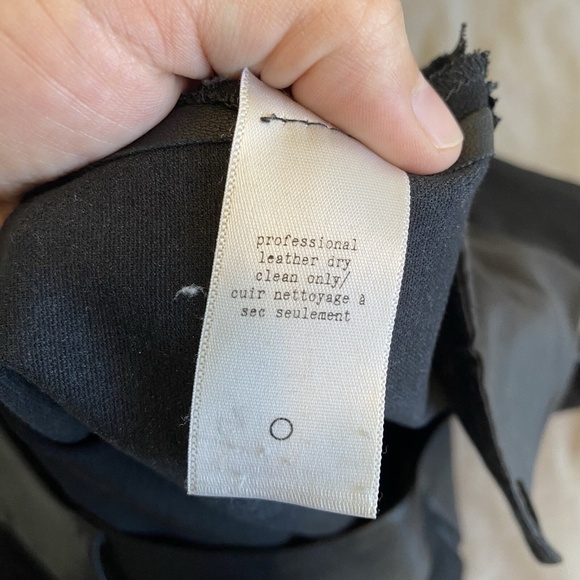 professional
leather dry
clean only/
cuir nettoyage à
sec seulement